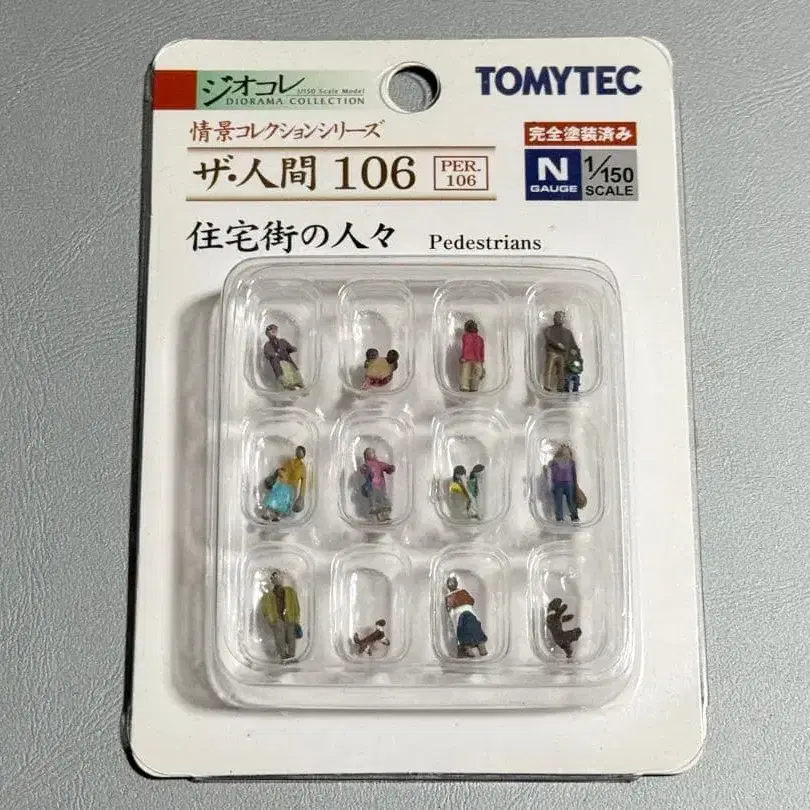 ジオコレ
1/150 Scale Model
DIORAMA COLLECTION
TOMYTEC
情景コレクションシリーズ
完全塗装済み
ザ・人間 106
PER.
106
N
GAUGE
1/150
SCALE
住宅街の人々
Pedestrians